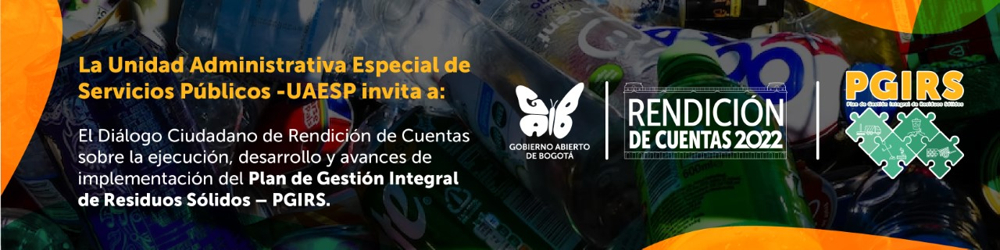 La Unidad Administrativa Especial de
Servicios Públicos -UAESP invita a:
El Diálogo Ciudadano de Rendición de Cuentas
sobre la ejecución, desarrollo y avances de
implementación del Plan de Gestión Integral
de Residuos Sólidos – PGIRS.
GAB
GOBIERNO ABIERTO
DE BOGOTÁ
RENDICIÓN
DE CUENTAS 2022
PGIRS
Plan de Gestión Integral de Residuos Sólidos